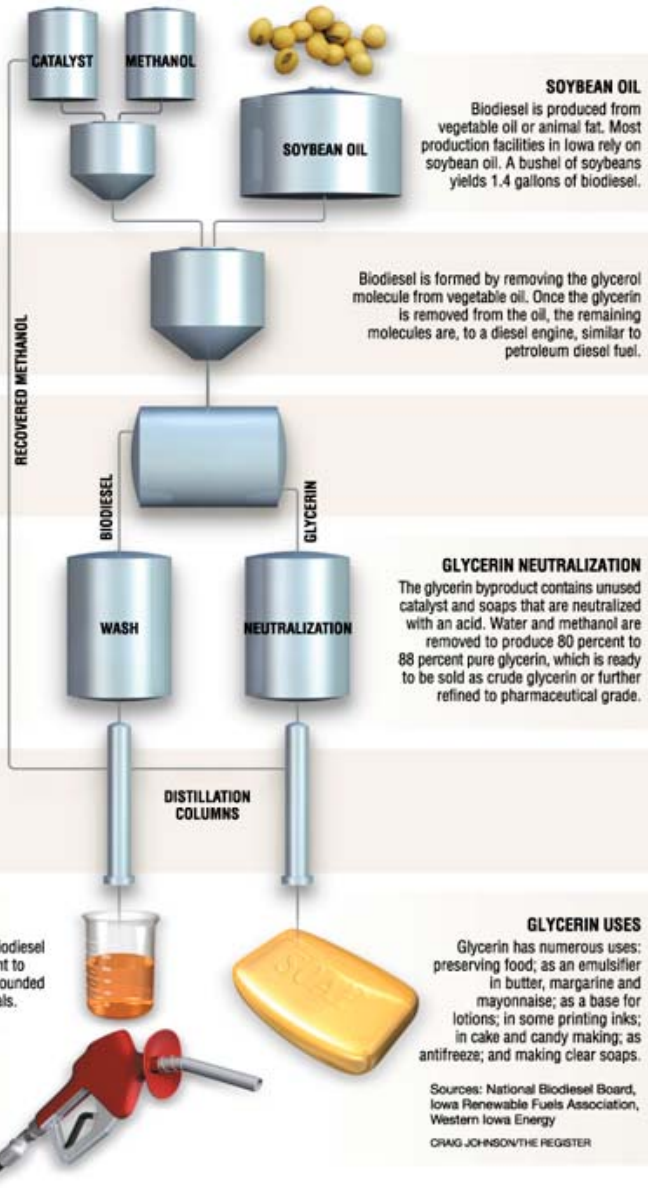 CATALYST
METHANOL
SOYBEAN OIL
SOYBEAN OIL
Biodiesel is produced from
vegetable oil or animal fat. Most
production facilities in Iowa rely on
soybean oil. A bushel of soybeans
yields 1.4 gallons of biodiesel.
Biodiesel is formed by removing the glycerol
molecule from vegetable oil. Once the glycerin
is removed from the oil, the remaining
molecules are, to a diesel engine, similar to
petroleum diesel fuel.
RECOVERED METHANOL
BIODIESEL
GLYCERIN
WASH
NEUTRALIZATION
GLYCERIN NEUTRALIZATION
The glycerin byproduct contains unused
catalyst and soaps that are neutralized
with an acid. Water and methanol are
removed to produce 80 percent to
88 percent pure glycerin, which is ready
to be sold as crude glycerin or further
refined to pharmaceutical grade.
DISTILLATION
COLUMNS
SOAP
GLYCERIN USES
Glycerin has numerous uses:
preserving food; as an emulsifier
in butter, margarine and
mayonnaise; as a base for
lotions; in some printing inks;
in cake and candy making; as
antifreeze; and making clear soaps.
Sources: National Biodiesel Board,
Iowa Renewable Fuels Association,
Western Iowa Energy
CRAIG JOHNSON/THE REGISTER
to